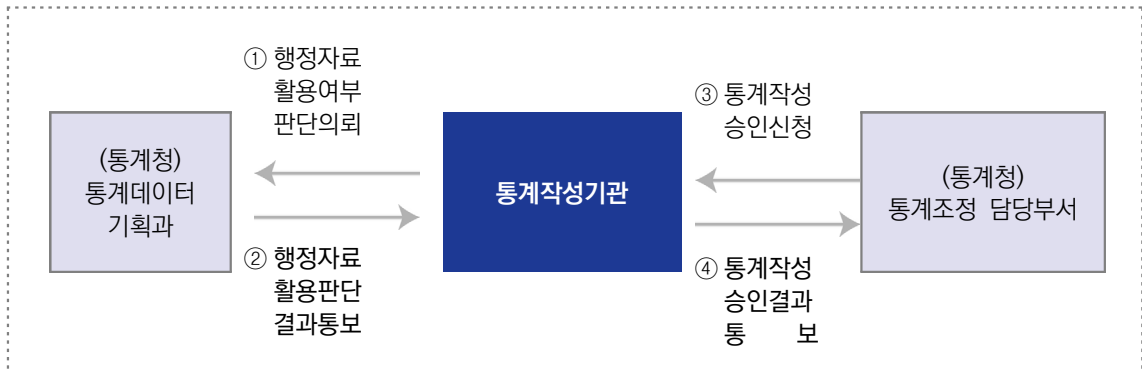 ① 행정자료
활용여부
판단의뢰
(통계청)
통계데이터
기획과
② 행정자료
활용판단
결과통보
통계작성기관
③ 통계작성
승인신청
(통계청)
통계조정 담당부서
④ 통계작성
승인결과
통 보